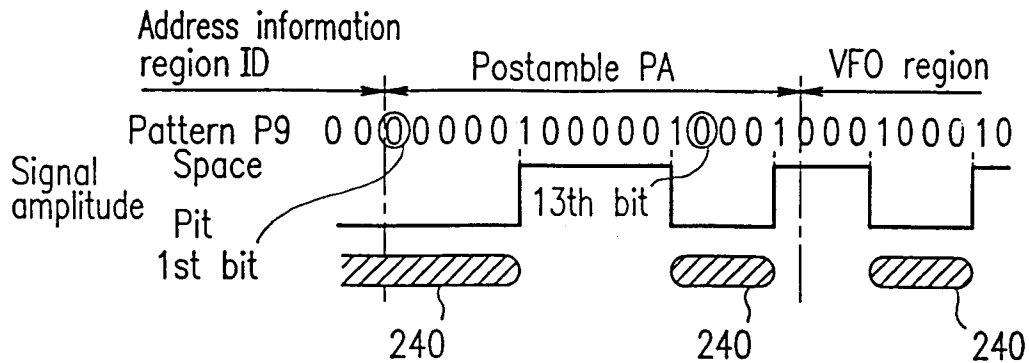 Address information
region ID
Postamble PA
VFO region
Pattern P9 0 0 0 0 0 0 0 1 0 0 0 0 0 1 0 0 0 1 0 0 0 1 0 0 0 1 0
Signal
amplitude
Space
Pit
1st bit
13th bit
240
240
240